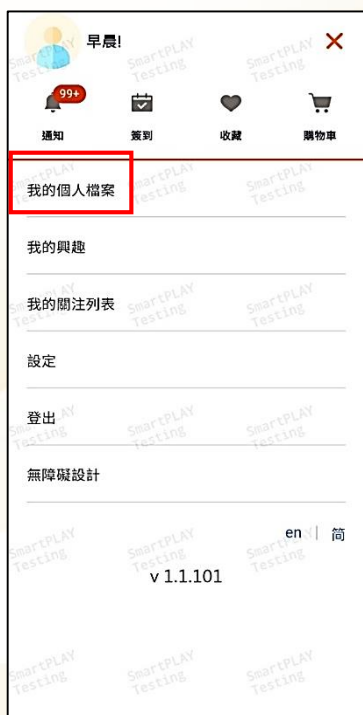 早晨!
99+
通知 簽到 收藏 購物車
我的個人檔案
我的興趣
我的關注列表
設定
登出
無障礙設計
en | 简
v 1.1.101
SmartPLAY Testing